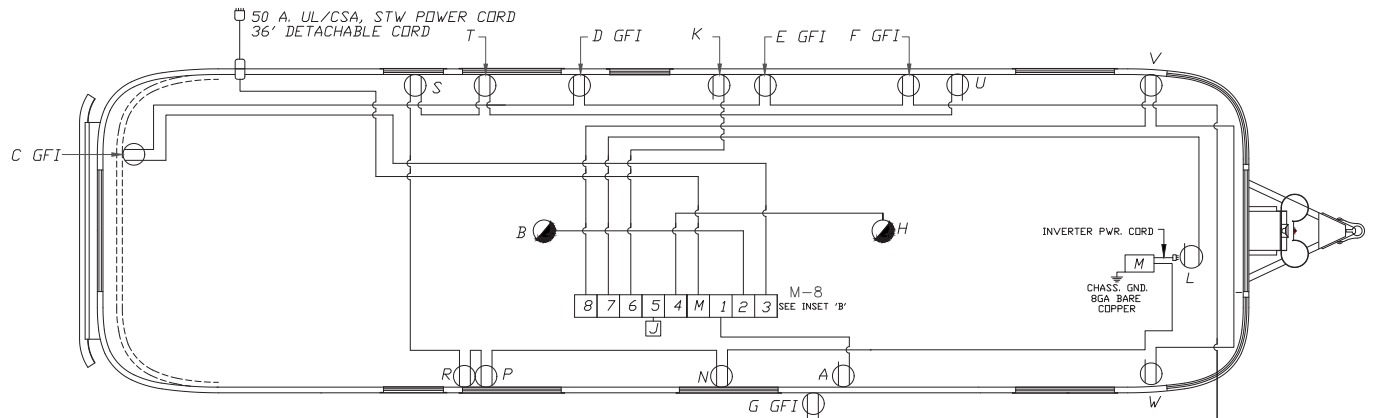 50 A. UL/CSA, STW POWER CORD
36' DETACHABLE CORD
T
D GFI
K
E GFI
F GFI
V
S
U
C GFI
B
H
INVERTER PWR. CORD
M
L
CHASS. GND.
8GA BARE
COPPER
8 7 6 5 4 M 1 2 3
M-8
SEE INSET 'B'
J
R
P
N
A
W
G GFI